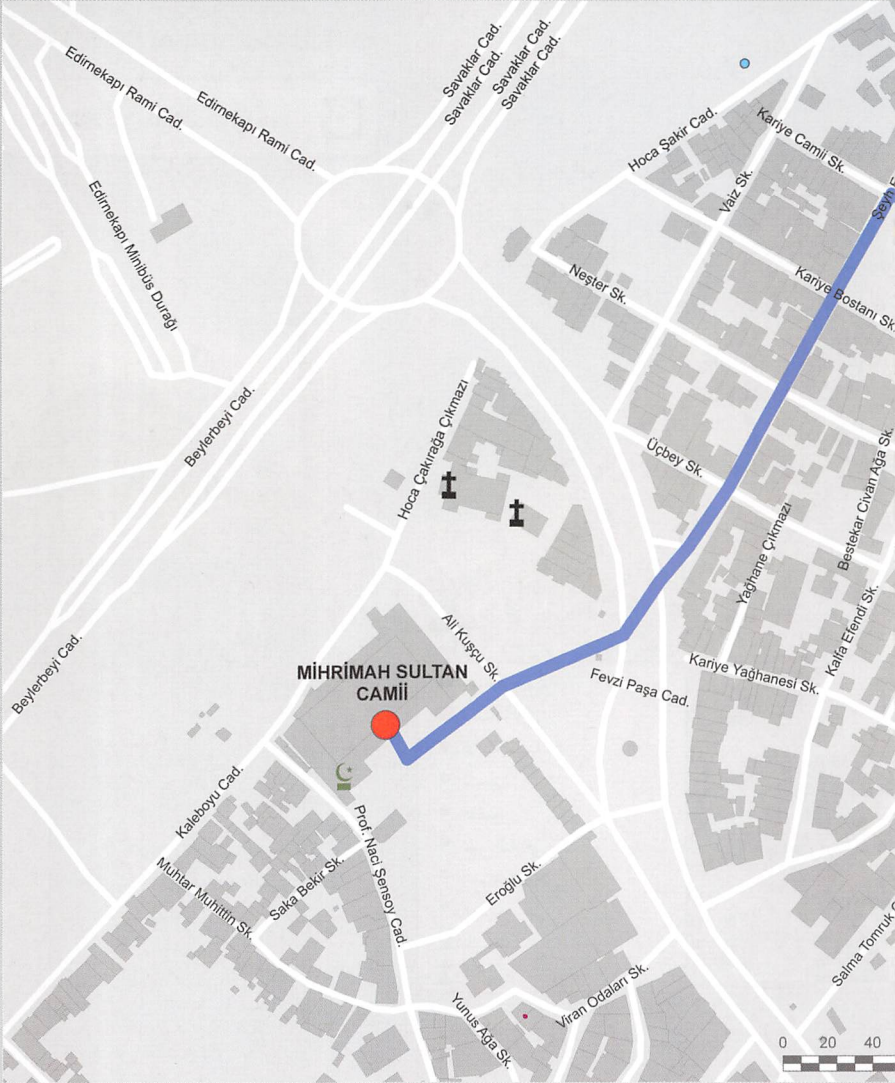 Savaklar Cad.
Savaklar Cad.
Savaklar Cad.
Savaklar Cad.
Edirnekapı Rami Cad.
Edirnekapı Rami Cad.
Hoca Şakir Cad.
Kariye Camii Sk.
Vaiz Sk.
Edirnekapı Minibüs Durağı
Neşter Sk.
Kariye Bostanı Sk.
Beylerbeyi Cad.
Hoca Çakırağa Çıkmazı
Üçbey Sk.
Yağhane Çıkmazı
Bestekar Civan Ağa Sk.
Kalfa Efendi Sk.
Ali Kuşçu Sk.
Beylerbeyi Cad.
MİHRİMAH SULTAN
CAMİİ
Kariye Yağhanesi Sk.
Fevzi Paşa Cad.
Kaleboyu Cad.
Prof. Naci Şensoy Cad.
Muhtar Muhittin Sk.
Saka Bekir Sk.
Eroğlu Sk.
Salma Tomruk
Viran Odaları Sk.
Yunus Ağa Sk.
0 20 40